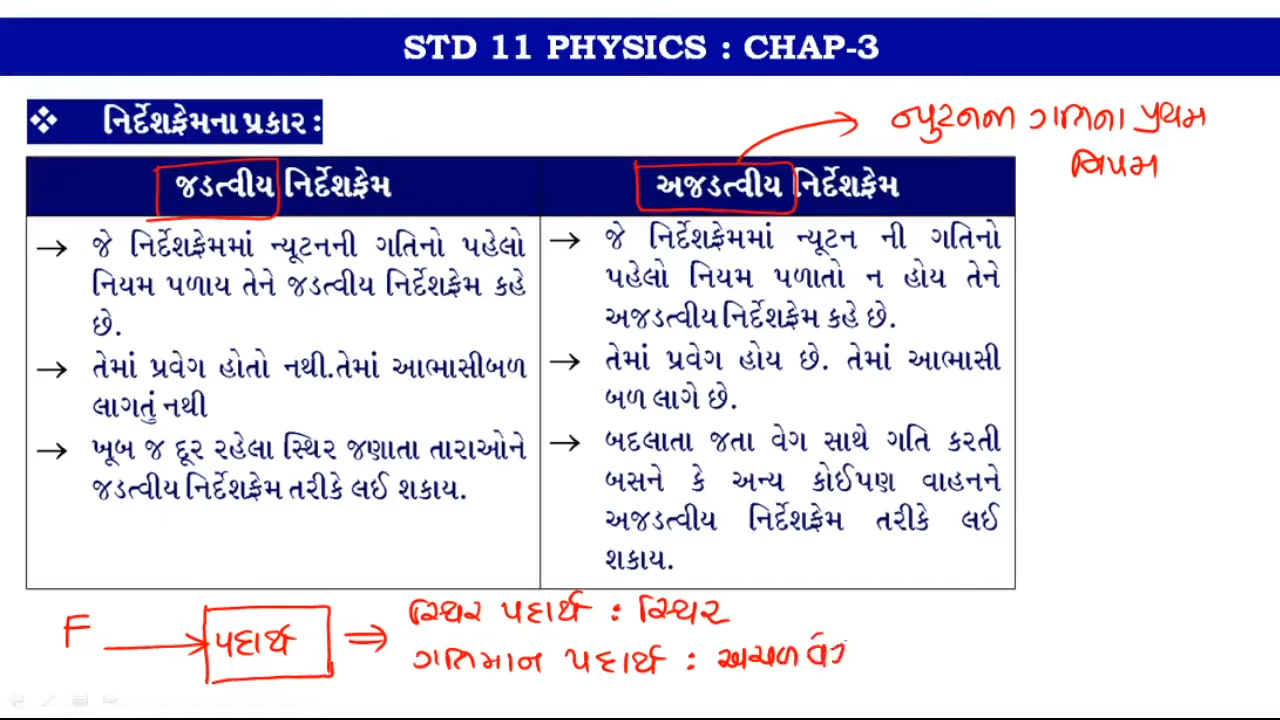 STD 11 PHYSICS : CHAP-3
❖ નિર્દેશફ્રેમના પ્રકાર :
ન્યુટનના ગતિના પ્રથમ
નિયમ
જડત્વીય નિર્દેશફ્રેમ
→ જે નિર્દેશફ્રેમમાં ન્યૂટનની ગતિનો પહેલો
નિયમ પળાય તેને જડત્વીય નિર્દેશફ્રેમ કહે
છે.
→ તેમાં પ્રવેગ હોતો નથી.તેમાં આભાસીબળ
લાગતું નથી
→ ખૂબ જ દૂર રહેલા સ્થિર જણાતા તારાઓને
જડત્વીય નિર્દેશફ્રેમ તરીકે લઈ શકાય.
અજડત્વીય નિર્દેશફ્રેમ
→ જે નિર્દેશફ્રેમમાં ન્યૂટન ની ગતિનો
પહેલો નિયમ પળાતો ન હોય તેને
અજડત્વીય નિર્દેશફ્રેમ કહે છે.
→ તેમાં પ્રવેગ હોય છે. તેમાં આભાસી
બળ લાગે છે.
→ બદલાતા જતા વેગ સાથે ગતિ કરતી
બસને કે અન્ય કોઈપણ વાહનને
અજડત્વીય નિર્દેશફ્રેમ તરીકે લઈ
શકાય.
F → પદાર્થ ⇒
સ્થિર પદાર્થ : સ્થિર
ગતિમાન પદાર્થ : અચળ